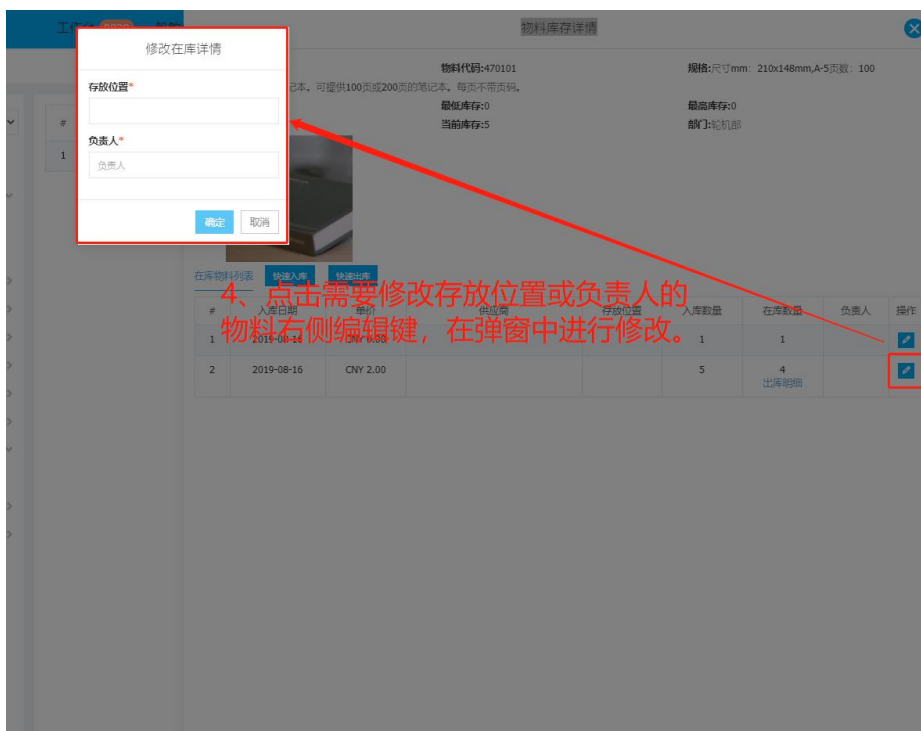 物料库存详情
修改在库详情
存放位置*
负责人*
负责人
确定 取消
物料代码:470101 规格:尺寸mm: 210x148mm,A-5页数: 100
可提供100页或200页的笔记本。每页不带页码。
最低库存:0 最高库存:0
当前库存:5 部门:轮机部
#
1
在库物料列表 快速入库 快速出库
4、点击需要修改存放位置或负责人的
物料右侧编辑键，在弹窗中进行修改。
# 入库日期 单价 供应商 存放位置 入库数量 在库数量 负责人 操作
1 2019-08-16 CNY 0.00 1 1
2 2019-08-16 CNY 2.00 5 4
出库明细